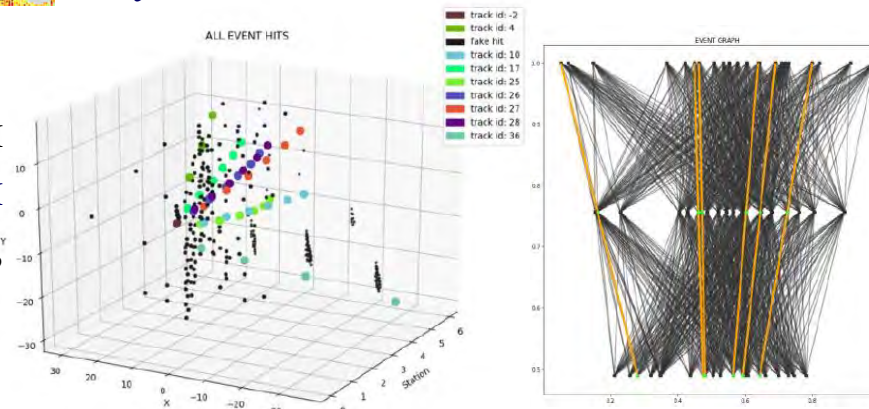 ALL EVENT HITS
track id: -2
track id: 4
fake hit
track id: 10
track id: 17
track id: 25
track id: 26
track id: 27
track id: 28
track id: 36
10
0
Y
-10
-20
-30
30
20
10
0
-10
-20
X
1
2
3
4
5
6
Station
EVENT GRAPH
1.0
0.9
0.8
0.7
0.6
0.5
0.2
0.4
0.6
0.8